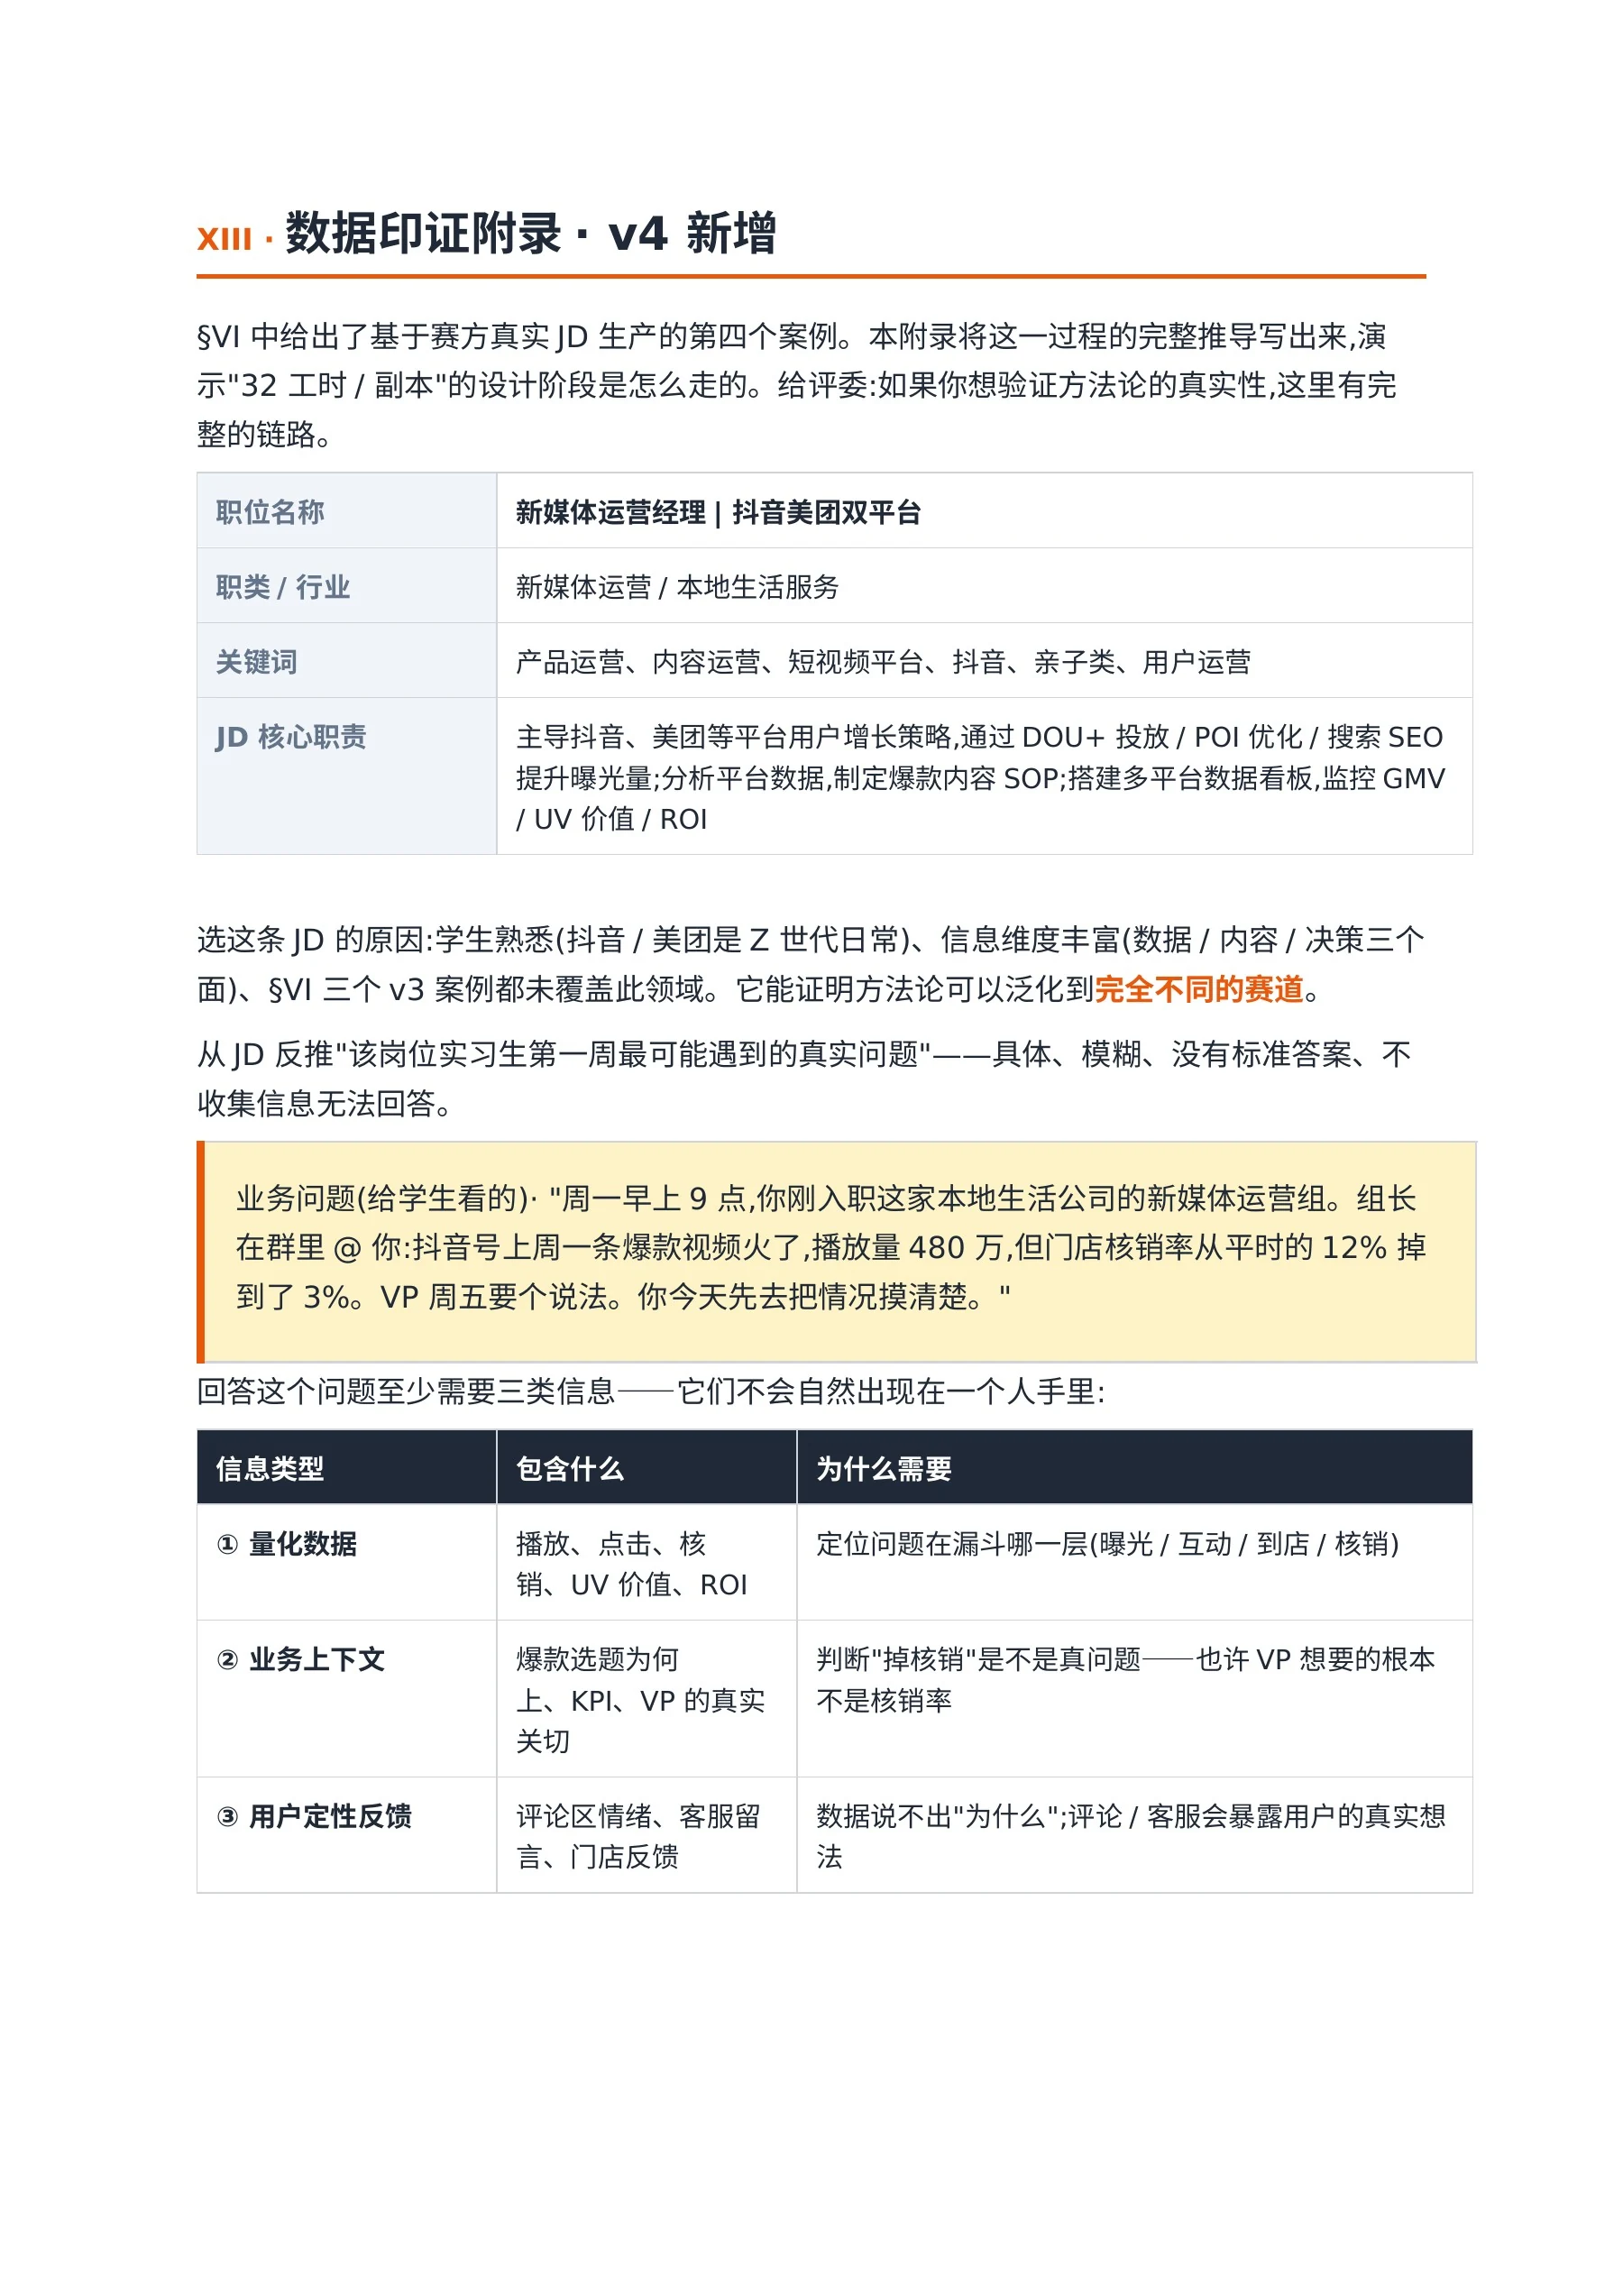 XIII · 数据印证附录 · v4 新增
§VI 中给出了基于赛方真实 JD 生产的第四个案例。本附录将这一过程的完整推导写出来,演
示"32 工时 / 副本"的设计阶段是怎么走的。给评委:如果你想验证方法论的真实性,这里有完
整的链路。
职位名称
新媒体运营经理 | 抖音美团双平台
职类 / 行业
新媒体运营 / 本地生活服务
关键词
产品运营、内容运营、短视频平台、抖音、亲子类、用户运营
JD 核心职责
主导抖音、美团等平台用户增长策略,通过 DOU+ 投放 / POI 优化 / 搜索 SEO
提升曝光量;分析平台数据,制定爆款内容 SOP;搭建多平台数据看板,监控 GMV
/ UV 价值 / ROI
选这条 JD 的原因:学生熟悉(抖音 / 美团是 Z 世代日常)、信息维度丰富(数据 / 内容 / 决策三个
面)、§VI 三个 v3 案例都未覆盖此领域。它能证明方法论可以泛化到完全不同的赛道。
从 JD 反推"该岗位实习生第一周最可能遇到的真实问题"——具体、模糊、没有标准答案、不
收集信息无法回答。
业务问题(给学生看的)· "周一早上 9 点,你刚入职这家本地生活公司的新媒体运营组。组长
在群里 @ 你:抖音号上周一条爆款视频火了,播放量 480 万,但门店核销率从平时的 12% 掉
到了 3%。VP 周五要个说法。你今天先去把情况摸清楚。"
回答这个问题至少需要三类信息——它们不会自然出现在一个人手里:
信息类型
包含什么
为什么需要
① 量化数据
播放、点击、核
销、UV 价值、ROI
定位问题在漏斗哪一层(曝光 / 互动 / 到店 / 核销)
② 业务上下文
爆款选题为何
上、KPI、VP 的真实
关切
判断"掉核销"是不是真问题——也许 VP 想要的根本
不是核销率
③ 用户定性反馈
评论区情绪、客服留
言、门店反馈
数据说不出"为什么";评论 / 客服会暴露用户的真实想
法